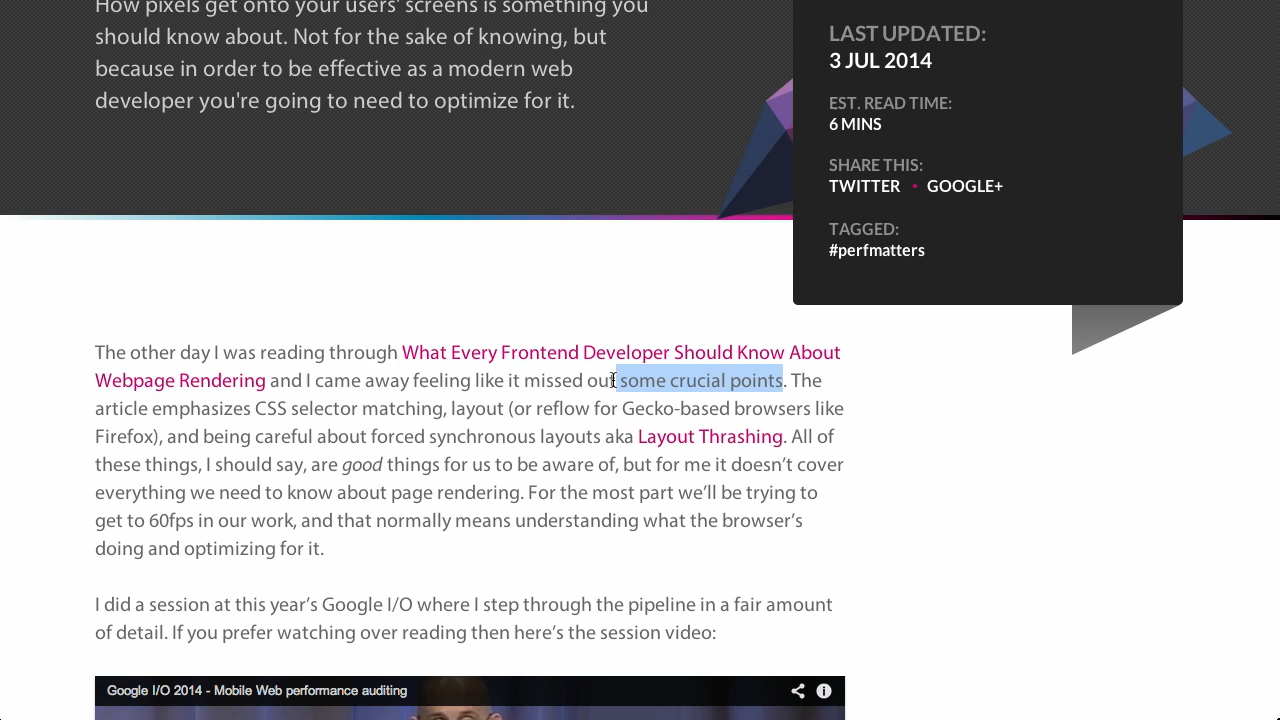 How pixels get onto your users' screens is something you
should know about. Not for the sake of knowing, but
because in order to be effective as a modern web
developer you're going to need to optimize for it.
LAST UPDATED:
3 JUL 2014
EST. READ TIME:
6 MINS
SHARE THIS:
TWITTER • GOOGLE+
TAGGED:
#perfmatters
The other day I was reading through What Every Frontend Developer Should Know About
Webpage Rendering and I came away feeling like it missed out some crucial points. The
article emphasizes CSS selector matching, layout (or reflow for Gecko-based browsers like
Firefox), and being careful about forced synchronous layouts aka Layout Thrashing. All of
these things, I should say, are good things for us to be aware of, but for me it doesn’t cover
everything we need to know about page rendering. For the most part we’ll be trying to
get to 60fps in our work, and that normally means understanding what the browser’s
doing and optimizing for it.
I did a session at this year’s Google I/O where I step through the pipeline in a fair amount
of detail. If you prefer watching over reading then here’s the session video:
Google I/O 2014 - Mobile Web performance auditing